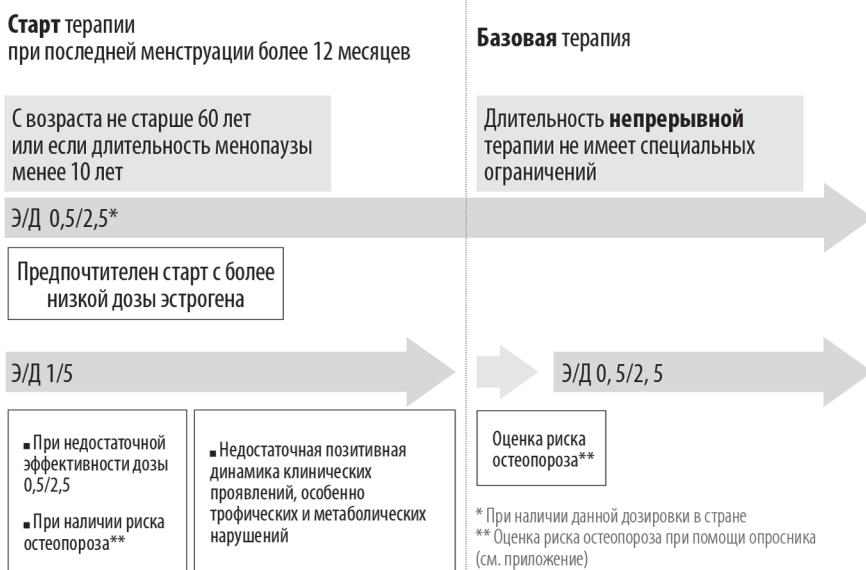 Старт терапии
при последней менструации более 12 месяцев
Базовая терапия
С возраста не старше 60 лет
или если длительность менопаузы
менее 10 лет
Длительность непрерывной
терапии не имеет специальных
ограничений
Э/Д 0,5/2,5*
Предпочтителен старт с более
низкой дозы эстрогена
Э/Д 1/5
Э/Д 0, 5/2, 5
▪ При недостаточной
эффективности дозы
0,5/2,5
▪ При наличии риска
остеопороза**
▪ Недостаточная позитивная
динамика клинических
проявлений, особенно
трофических и метаболических
нарушений
Оценка риска
остеопороза**
* При наличии данной дозировки в стране
** Оценка риска остеопороза при помощи опросника
(см. приложение)